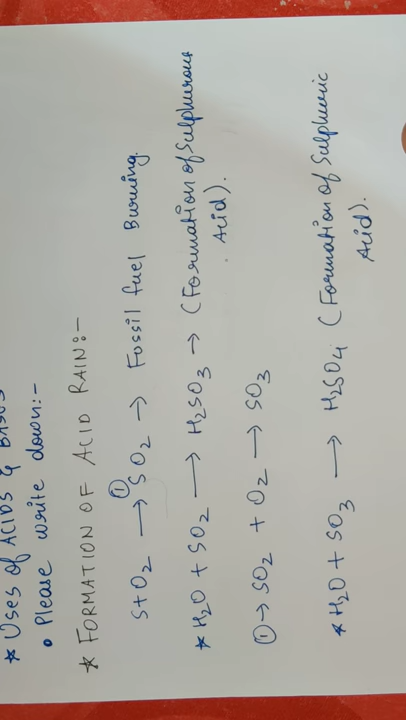 * Uses of ACIDS & BASES
• Please write down:-
* FORMATION OF ACID RAIN:-
S+O2 → ① SO2 → Fossil fuel Burning.
* H2O + SO2 → H2SO3 → (Formation of Sulphurous
Acid).
① → SO2 + O2 → SO3
* H2O + SO3 → H2SO4 (Formation of Sulphuric
Acid).